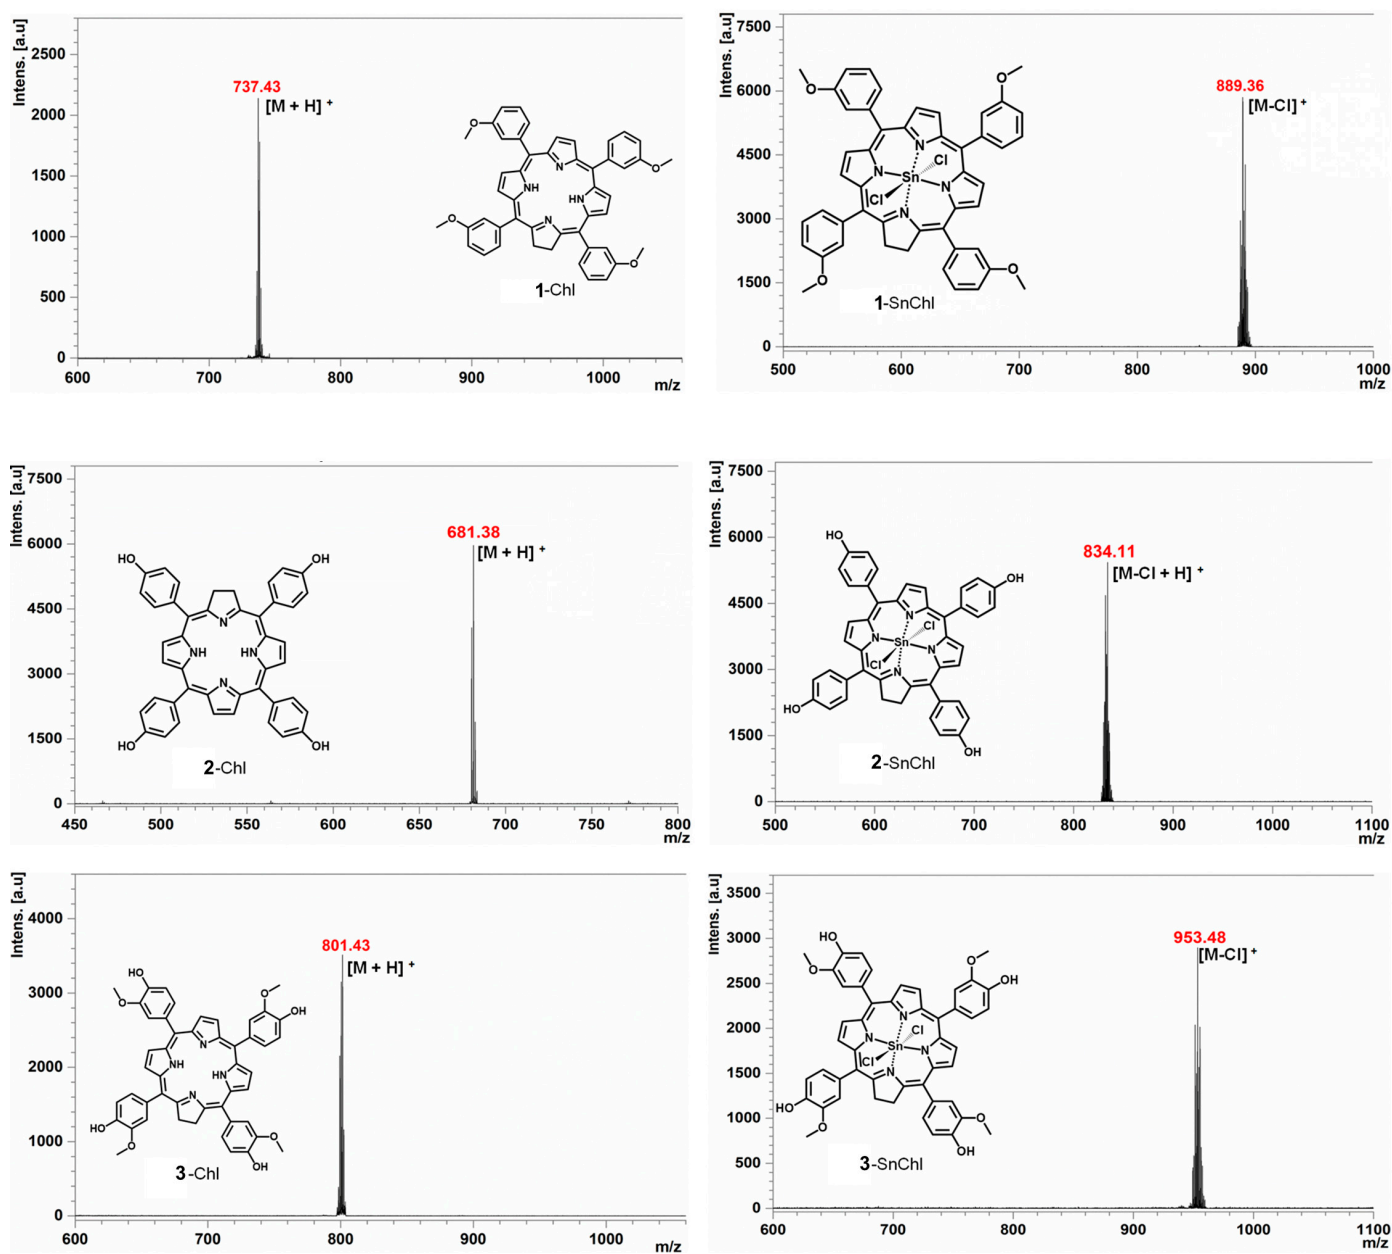 Intens. [a.u]
2500
2000
1500
1000
500
0
600
700
800
900
1000
m/z
737.43
[M + H] +
O
O
O
O
N
NH
HN
N
1-Chl
Intens. [a.u]
7500
6000
4500
3000
1500
0
500
600
700
800
900
1000
m/z
889.36
[M-Cl] +
O
O
O
O
N
N
N
N
Sn
Cl
Cl
1-SnChl
Intens. [a.u]
7500
6000
4500
3000
1500
0
450
500
550
600
650
700
750
800
m/z
681.38
[M + H] +
HO
OH
N
NH
HN
N
HO
OH
2-Chl
Intens. [a.u]
7500
6000
4500
3000
1500
0
500
600
700
800
900
1000
1100
m/z
834.11
[M-Cl + H] +
HO
OH
N
Cl
N
Sn
N
Cl
N
HO
OH
2-SnChl
Intens. [a.u]
4000
3000
2000
1000
0
600
700
800
900
1000
m/z
801.43
[M + H] +
HO
O
O
OH
N
NH
HN
N
HO
O
O
OH
3-Chl
Intens. [a.u]
3500
3000
2500
2000
1500
1000
500
0
600
700
800
900
1000
1100
m/z
953.48
[M-Cl] +
HO
O
O
OH
N
Cl
N
Sn
N
Cl
N
HO
O
O
OH
3-SnChl